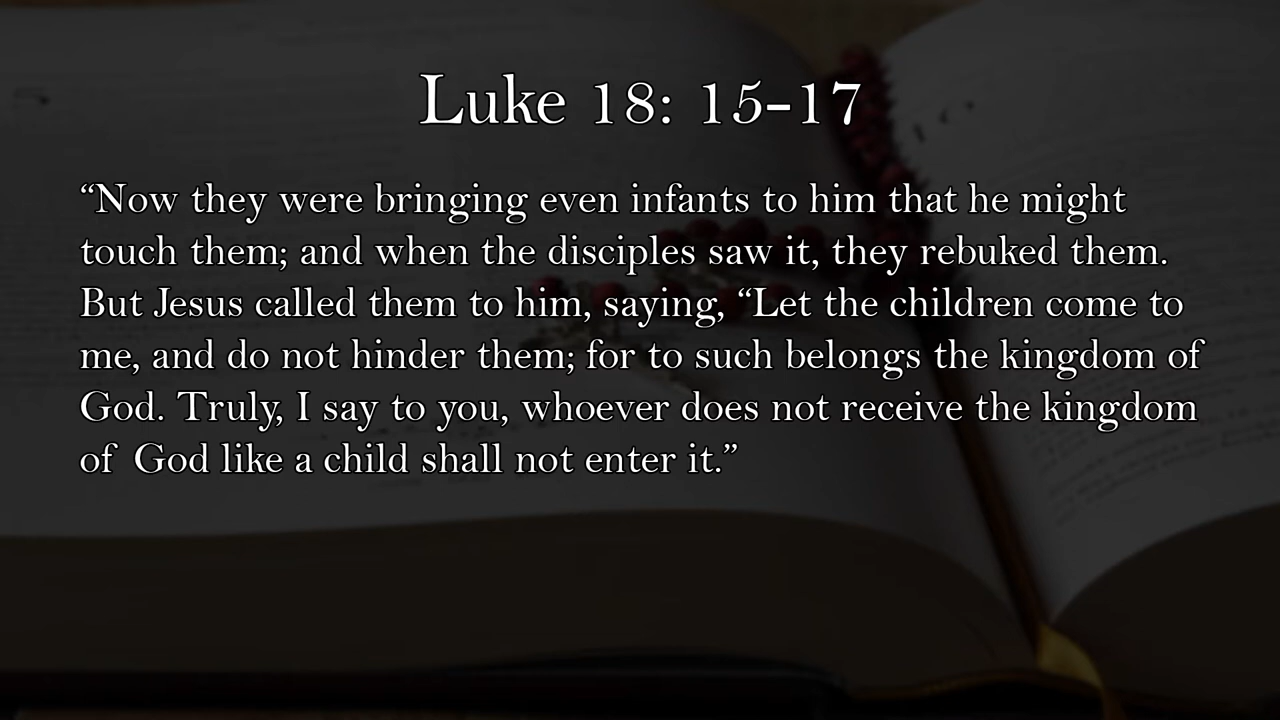 Luke 18: 15-17
“Now they were bringing even infants to him that he might
touch them; and when the disciples saw it, they rebuked them.
But Jesus called them to him, saying, “Let the children come to
me, and do not hinder them; for to such belongs the kingdom of
God. Truly, I say to you, whoever does not receive the kingdom
of  God like a child shall not enter it.”